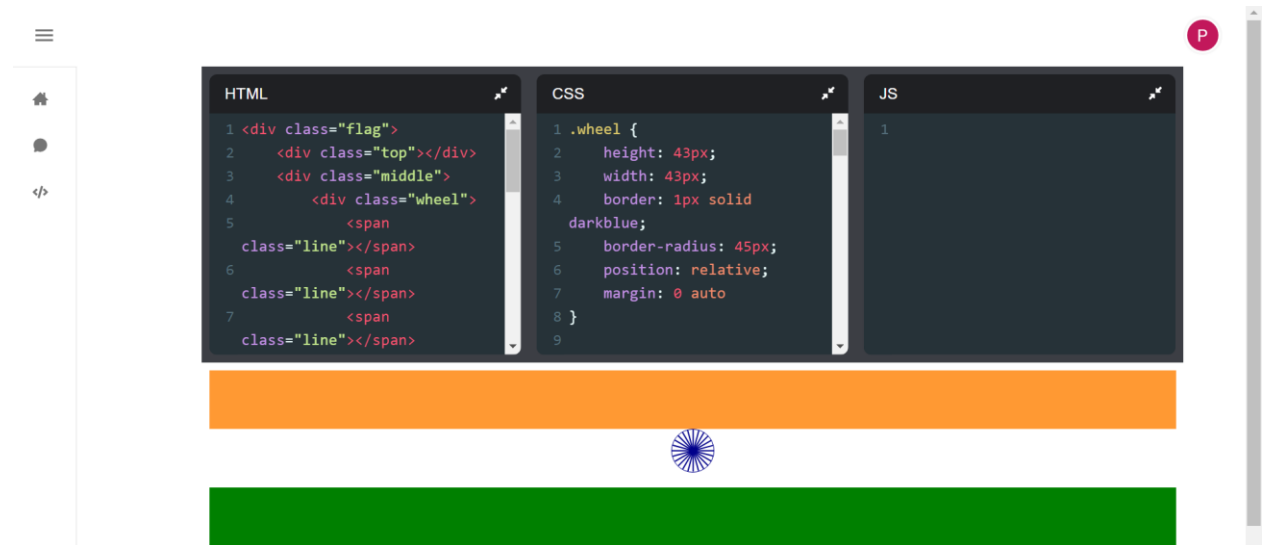 P
HTML
1 <div class="flag">
2 <div class="top"></div>
3 <div class="middle">
4 <div class="wheel">
5 <span
class="line"></span>
6 <span
class="line"></span>
7 <span
class="line"></span>
CSS
1 .wheel {
2 height: 43px;
3 width: 43px;
4 border: 1px solid
darkblue;
5 border-radius: 45px;
6 position: relative;
7 margin: 0 auto
8 }
9
JS
1